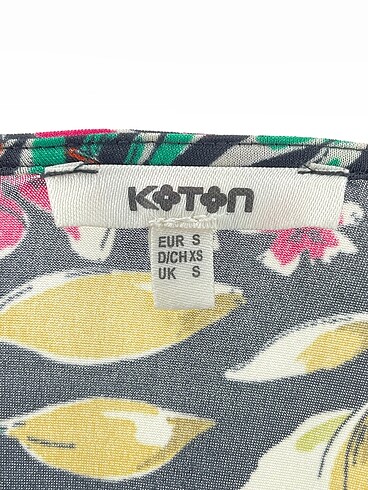 KOTON
EUR S
D/CH XS
UK S